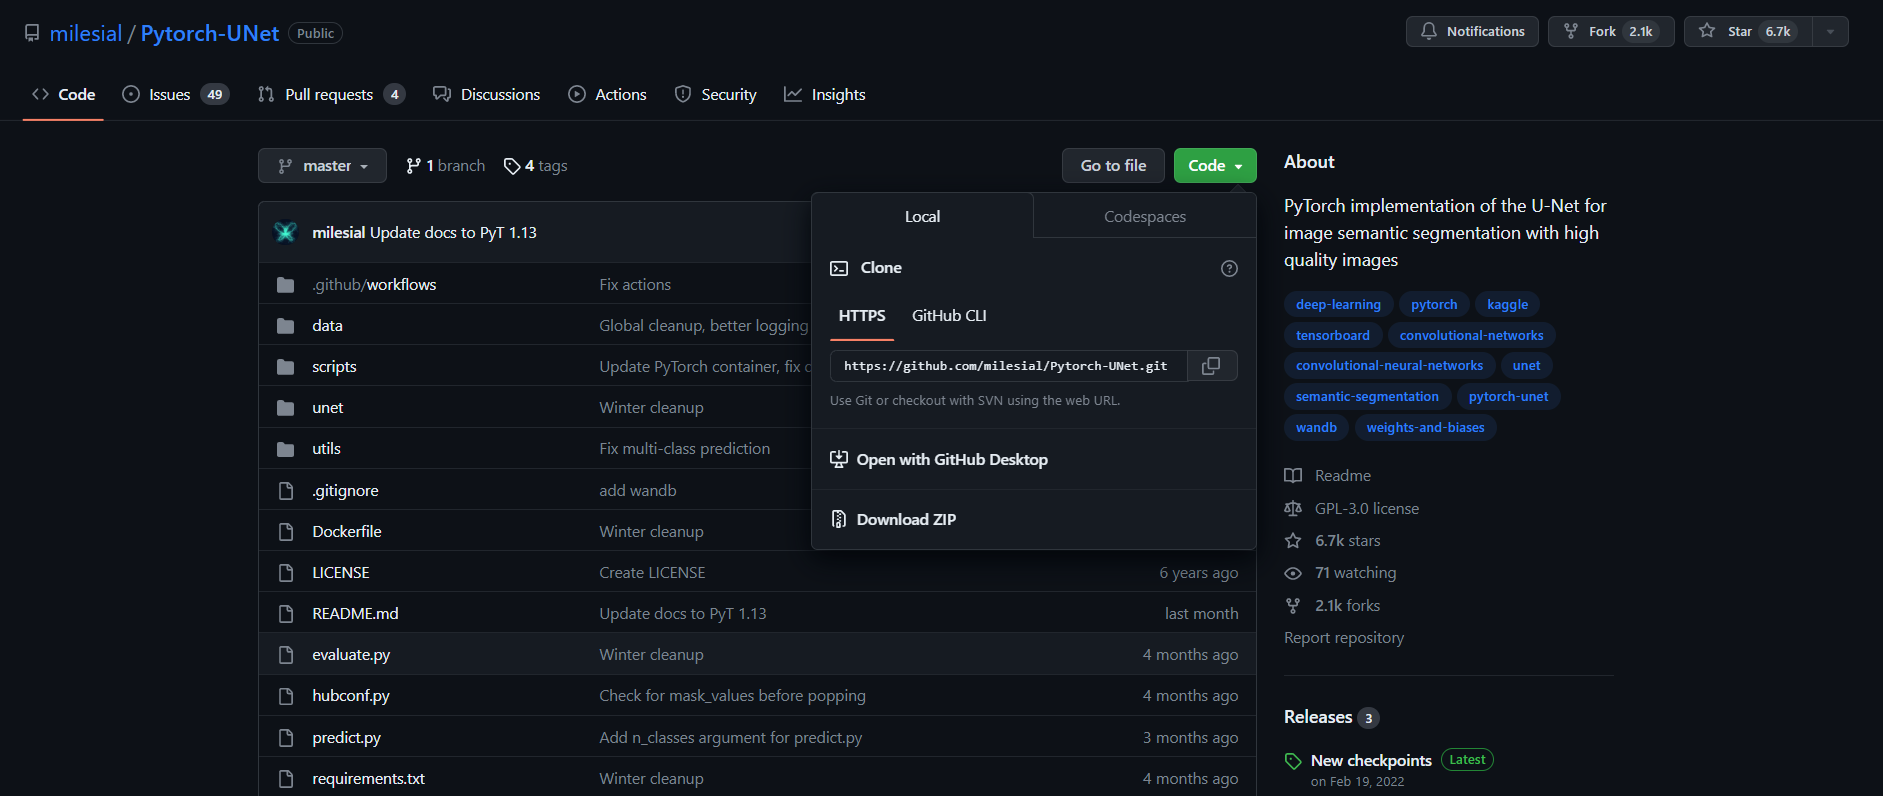 milesial / Pytorch-UNet Public
Notifications Fork 2.1k Star 6.7k
Code Issues 49 Pull requests 4 Discussions Actions Security Insights
master 1 branch 4 tags Go to file Code
milesial Update docs to PyT 1.13
.github/workflows Fix actions
data Global cleanup, better logging
scripts Update PyTorch container, fix
unet Winter cleanup
utils Fix multi-class prediction
.gitignore add wandb
Dockerfile Winter cleanup
LICENSE Create LICENSE 6 years ago
README.md Update docs to PyT 1.13 last month
evaluate.py Winter cleanup 4 months ago
hubconf.py Check for mask_values before popping 4 months ago
predict.py Add n_classes argument for predict.py 3 months ago
requirements.txt Winter cleanup 4 months ago
Local Codespaces
Clone
HTTPS GitHub CLI
https://github.com/milesial/Pytorch-UNet.git
Use Git or checkout with SVN using the web URL.
Open with GitHub Desktop
Download ZIP
About
PyTorch implementation of the U-Net for
image semantic segmentation with high
quality images
deep-learning pytorch kaggle
tensorboard convolutional-networks
convolutional-neural-networks unet
semantic-segmentation pytorch-unet
wandb weights-and-biases
Readme
GPL-3.0 license
6.7k stars
71 watching
2.1k forks
Report repository
Releases 3
New checkpoints Latest
on Feb 19, 2022